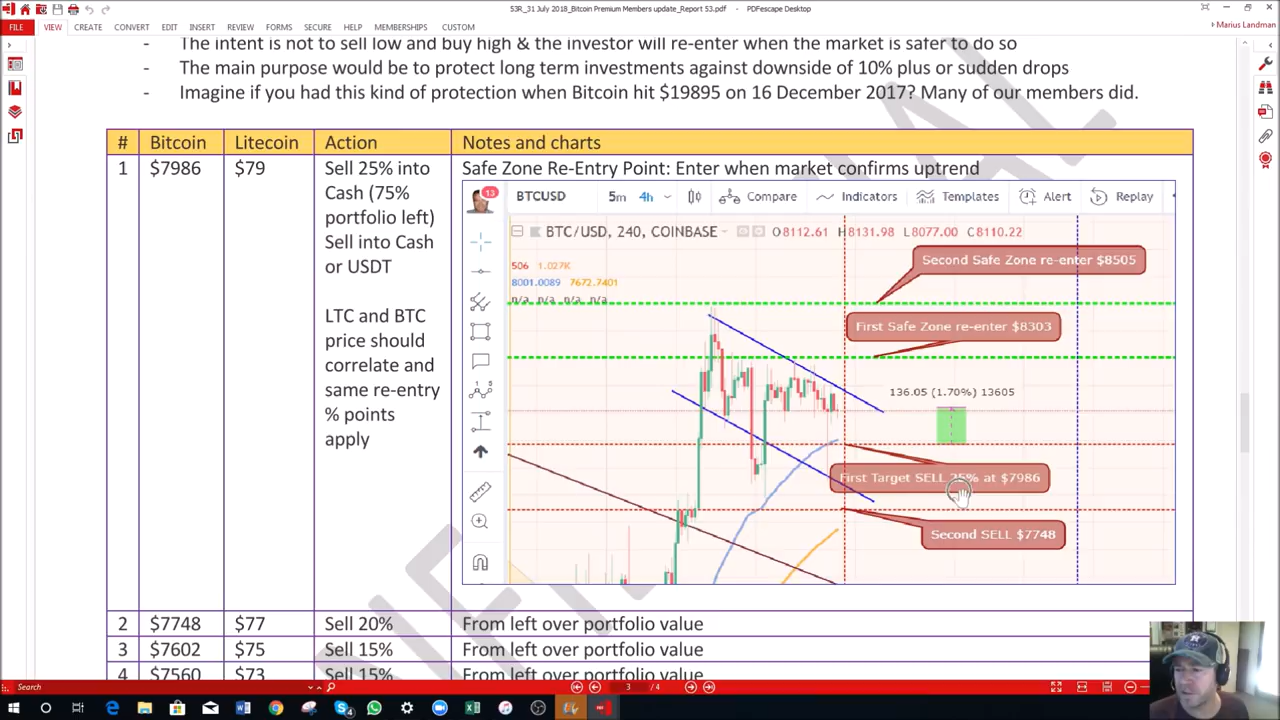 53R_31 July 2018_Bitcoin Premium Members update_Report 53.pdf - PDFescape Desktop
FILE VIEW CREATE CONVERT EDIT INSERT REVIEW FORMS SECURE HELP MEMBERSHIPS CUSTOM
Marius Landman
- The intent is not to sell low and buy high & the investor will re-enter when the market is safer to do so
- The main purpose would be to protect long term investments against downside of 10% plus or sudden drops
- Imagine if you had this kind of protection when Bitcoin hit $19895 on 16 December 2017? Many of our members did.
# Bitcoin Litecoin Action Notes and charts
1 $7986 $79 Sell 25% into
Cash (75%
portfolio left)
Sell into Cash
or USDT
LTC and BTC
price should
correlate and
same re-entry
% points
apply
Safe Zone Re-Entry Point: Enter when market confirms uptrend
13 BTCUSD 5m 4h Compare Indicators Templates Alert Replay
BTC/USD, 240, COINBASE O8112.61 H8131.98 L8077.00 C8110.22
506 1.027K
8001.0089 7672.7401
n/a n/a n/a n/a
Second Safe Zone re-enter $8505
First Safe Zone re-enter $8303
136.05 (1.70%) 13605
First Target SELL 25% at $7986
Second SELL $7748
2 $7748 $77 Sell 20% From left over portfolio value
3 $7602 $75 Sell 15% From left over portfolio value
4 $7560 $73 Sell 15% From left over portfolio value
Search 3 / 4